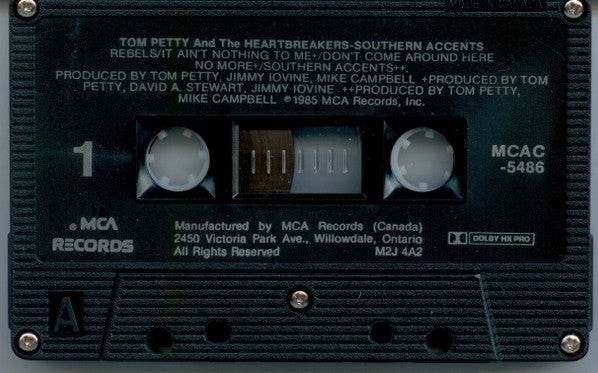 MADE IN CANADA
TOM PETTY And The HEARTBREAKERS-SOUTHERN ACCENTS
REBELS/IT AIN'T NOTHING TO ME+/DON'T COME AROUND HERE
NO MORE+/SOUTHERN ACCENTS++
PRODUCED BY TOM PETTY, JIMMY IOVINE, MIKE CAMPBELL +PRODUCED BY TOM
PETTY, DAVID A. STEWART, JIMMY IOVINE ++PRODUCED BY TOM PETTY,
MIKE CAMPBELL ℗1985 MCA Records, Inc.
1
MCAC
-5486
MCA
RECORDS
Manufactured by MCA Records (Canada)
2450 Victoria Park Ave., Willowdale, Ontario
All Rights Reserved M2J 4A2
DOLBY HX PRO
A